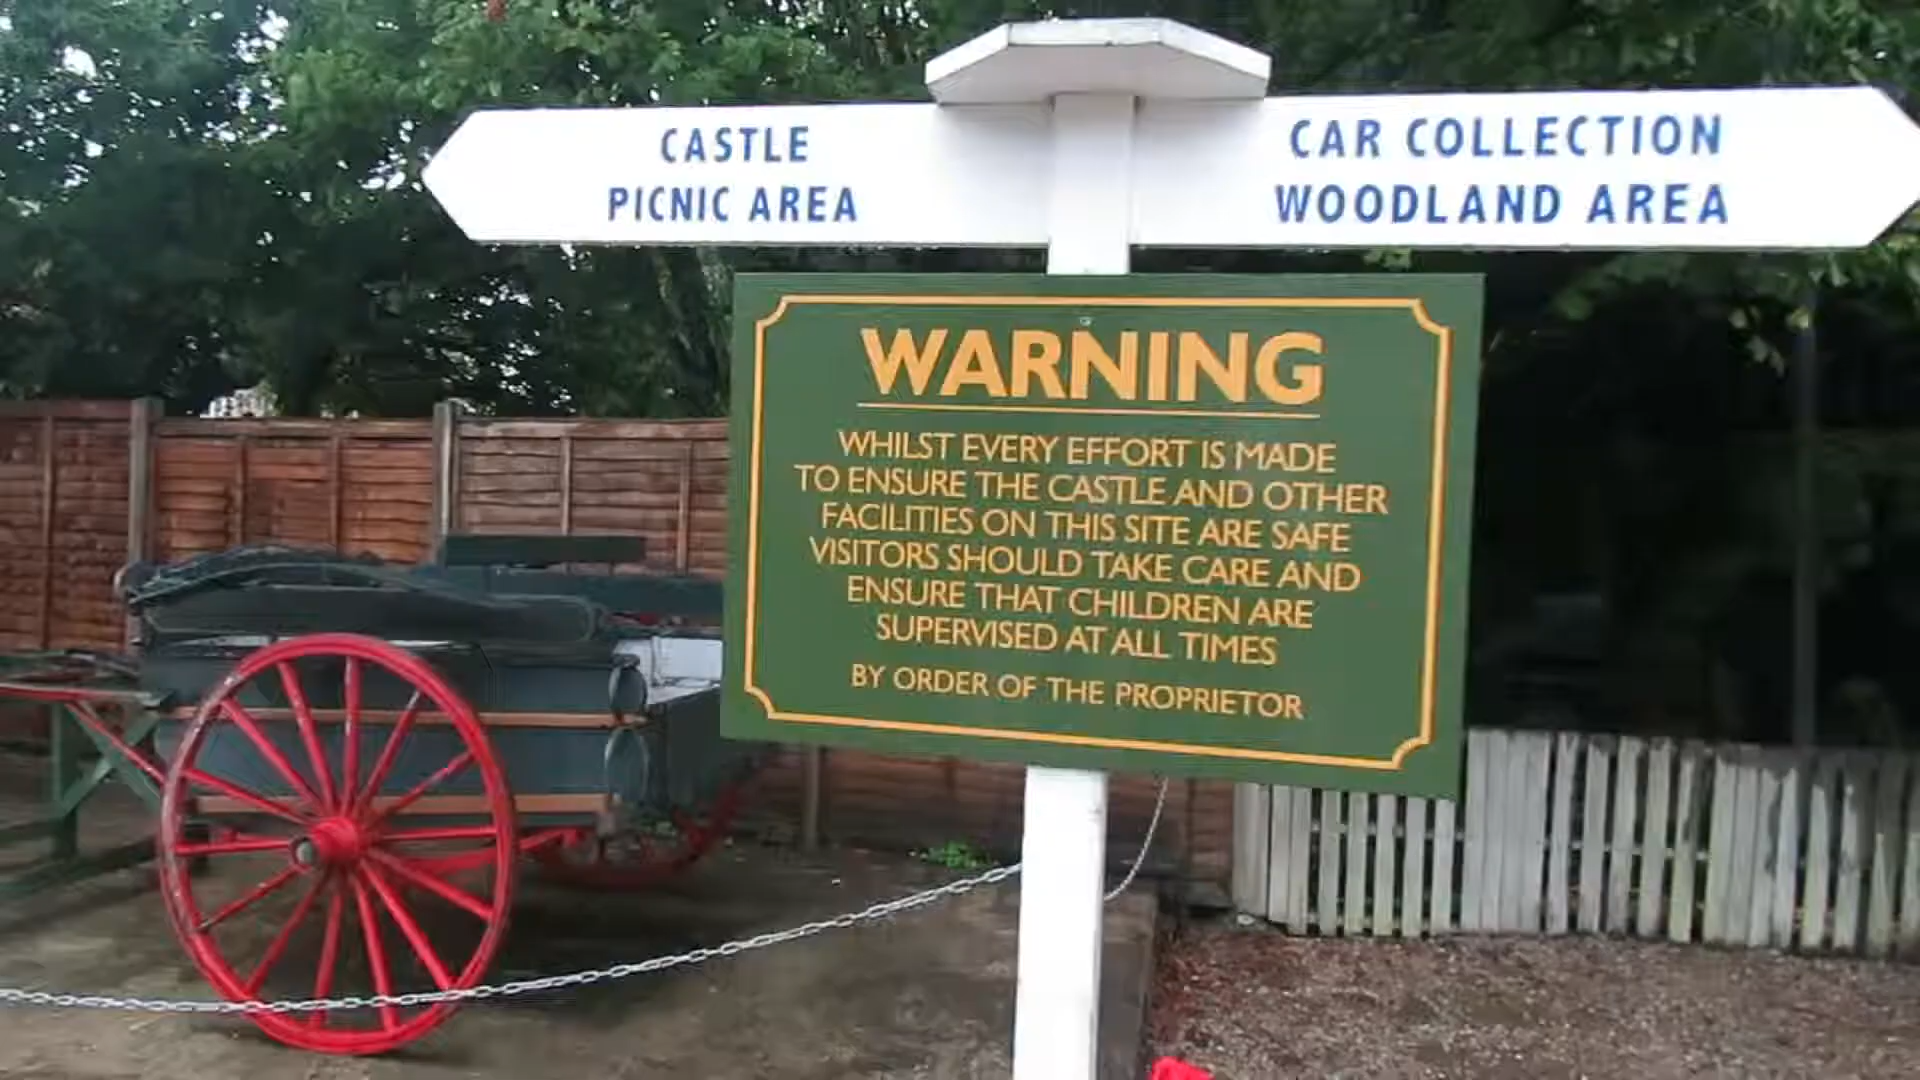 CASTLE
PICNIC AREA
CAR COLLECTION
WOODLAND AREA
WARNING
WHILST EVERY EFFORT IS MADE
TO ENSURE THE CASTLE AND OTHER
FACILITIES ON THIS SITE ARE SAFE
VISITORS SHOULD TAKE CARE AND
ENSURE THAT CHILDREN ARE
SUPERVISED AT ALL TIMES
BY ORDER OF THE PROPRIETOR